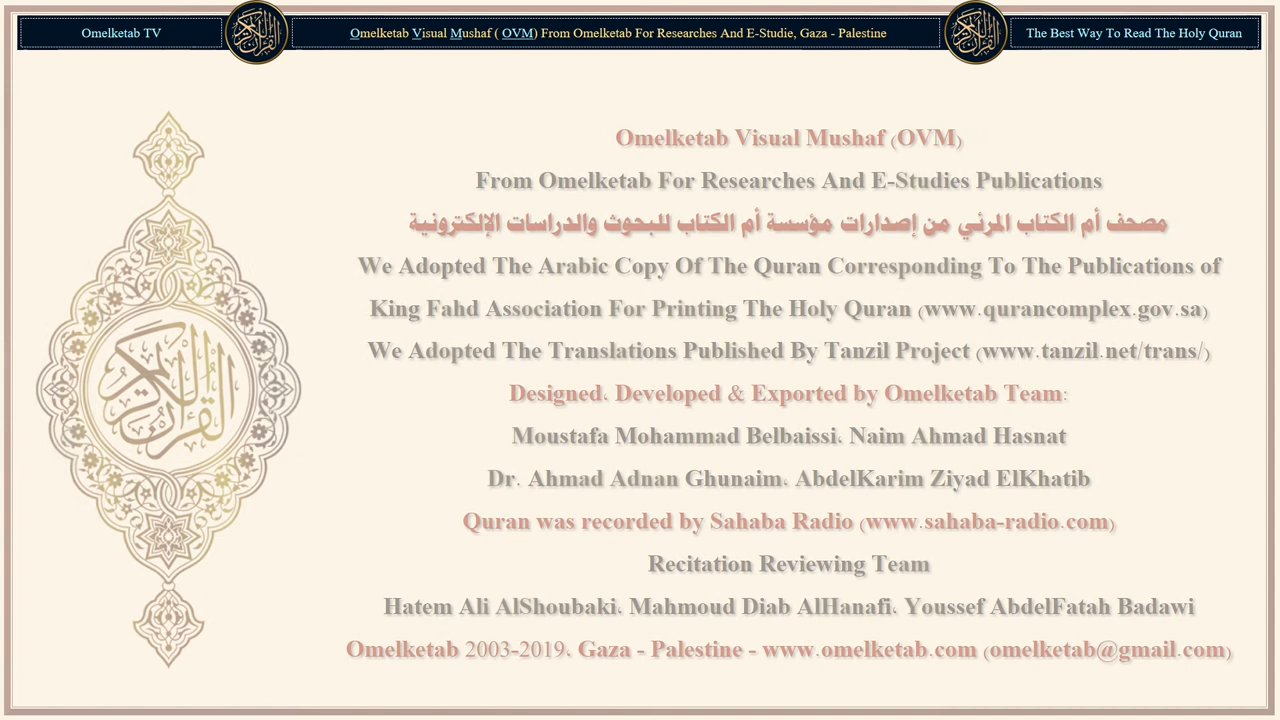 Omelketab TV
Omelketab Visual Mushaf ( OVM) From Omelketab For Researches And E-Studie, Gaza - Palestine
The Best Way To Read The Holy Quran
Omelketab Visual Mushaf (OVM)
From Omelketab For Researches And E-Studies Publications
مصحف أم الكتاب المرئي من إصدارات مؤسسة أم الكتاب للبحوث والدراسات الإلكترونية
We Adopted The Arabic Copy Of The Quran Corresponding To The Publications of
King Fahd Association For Printing The Holy Quran (www.qurancomplex.gov.sa)
We Adopted The Translations Published By Tanzil Project (www.tanzil.net/trans/)
Designed، Developed & Exported by Omelketab Team:
Moustafa Mohammad Belbaissi، Naim Ahmad Hasnat
Dr. Ahmad Adnan Ghunaim، AbdelKarim Ziyad ElKhatib
Quran was recorded by Sahaba Radio (www.sahaba-radio.com)
Recitation Reviewing Team
Hatem Ali AlShoubaki، Mahmoud Diab AlHanafi، Youssef AbdelFatah Badawi
Omelketab 2003-2019، Gaza - Palestine - www.omelketab.com (omelketab@gmail.com)
القرآن الكريم